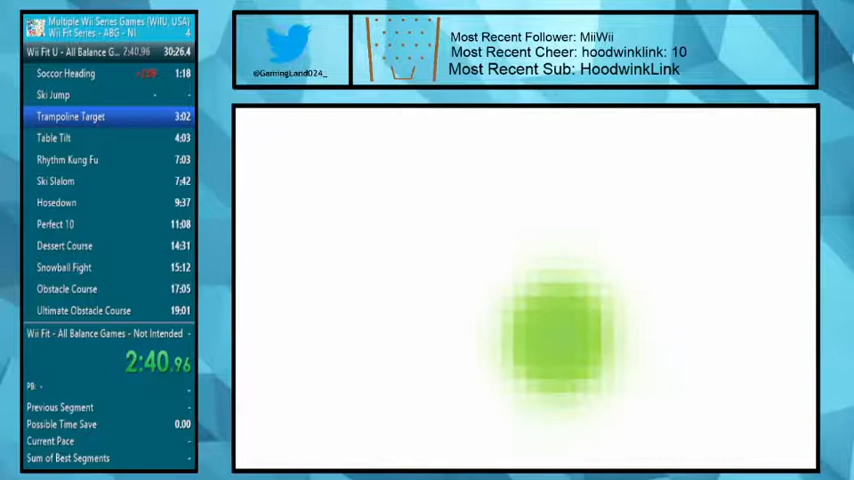 Multiple Wii Series Games (WIIU, USA)
Wii Fit Series - ABG - NI 4
Wii Fit U - All Balance G... 7:40.96 30:26.4
Soccor Heading 1:18
Ski Jump - -
Trampoline Target 3:02
Table Tilt 4:03
Rhythm Kung Fu 7:03
Ski Slalom 7:42
Hosedown 9:37
Perfect 10 11:08
Dessert Course 14:31
Snowball Fight 15:12
Obstacle Course 17:05
Ultimate Obstacle Course 19:01
Wii Fit - All Balance Games - Not Intended -
2:40.96
PB: - -
Previous Segment -
Possible Time Save 0.00
Current Pace -
Sum of Best Segments -
@GamingLand024_
Most Recent Follower: MiiWii
Most Recent Cheer: hoodwinklink: 10
Most Recent Sub: HoodwinkLink